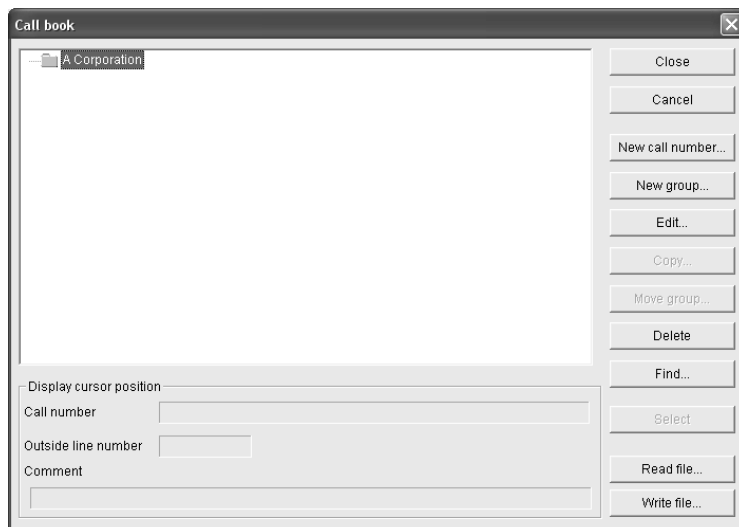 Call book
A Corporation
Close
Cancel
New call number...
New group...
Edit...
Copy...
Move group...
Delete
Find...
Select
Read file...
Write file...
Display cursor position
Call number
Outside line number
Comment